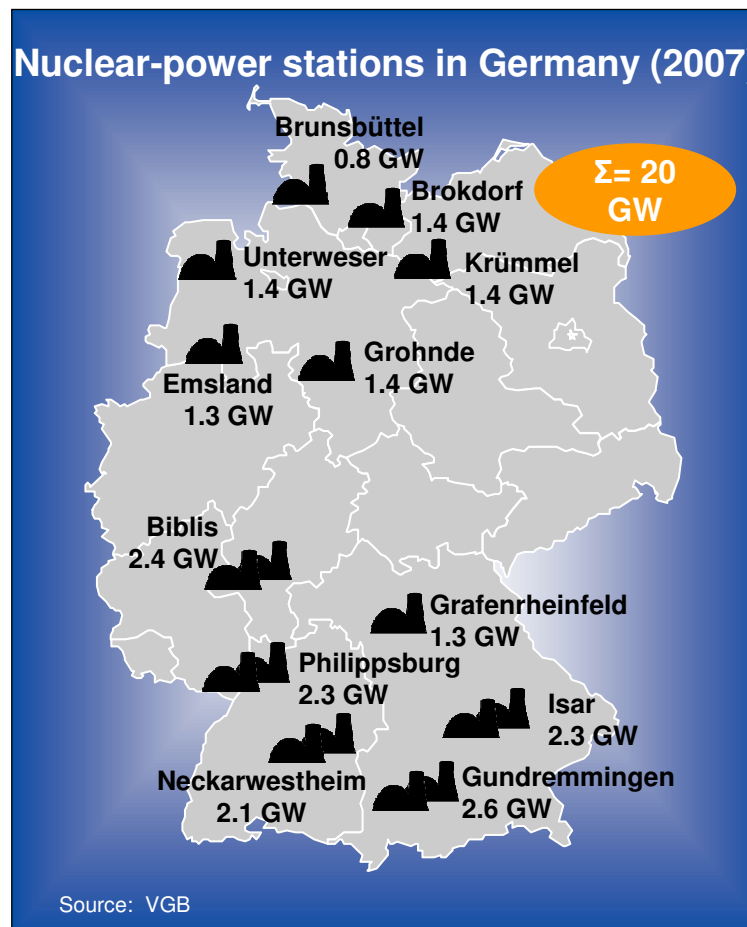 Nuclear-power stations in Germany (2007
Brunsbüttel
0.8 GW
Σ= 20
GW
Brokdorf
1.4 GW
Unterweser
1.4 GW
Krümmel
1.4 GW
Grohnde
1.4 GW
Emsland
1.3 GW
Biblis
2.4 GW
Grafenrheinfeld
1.3 GW
Philippsburg
2.3 GW
Isar
2.3 GW
Neckarwestheim
2.1 GW
Gundremmingen
2.6 GW
Source: VGB